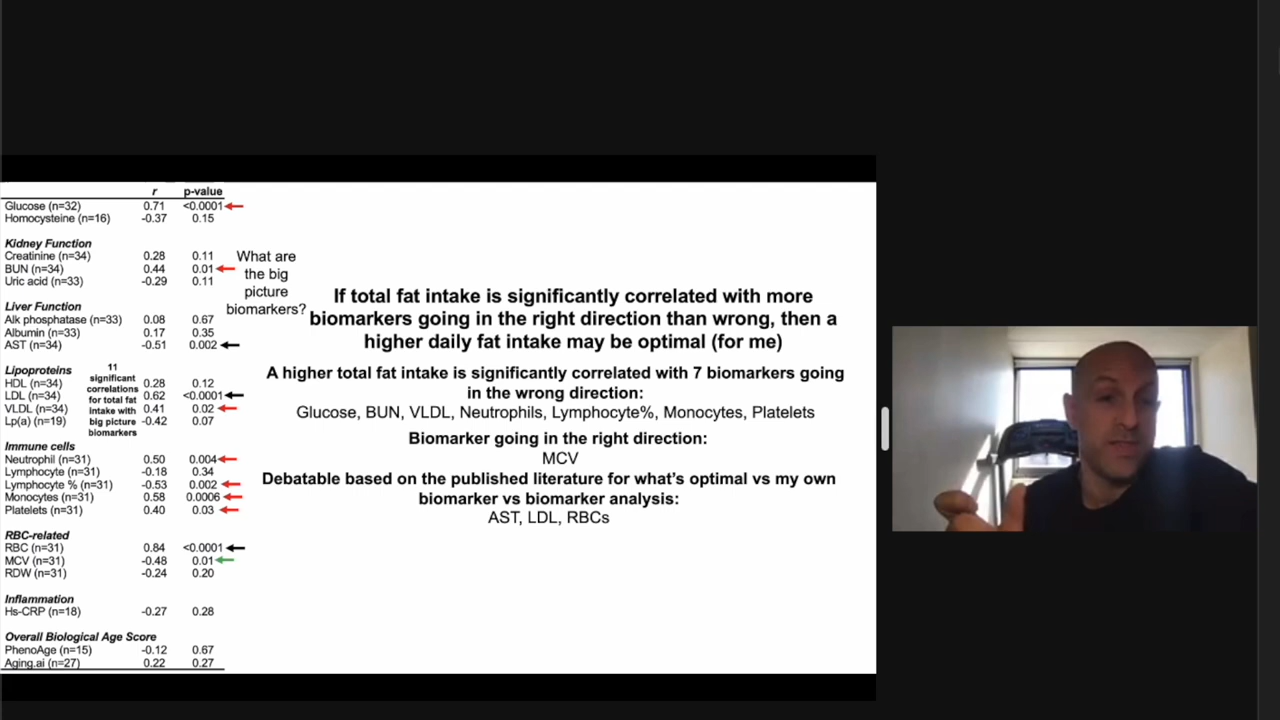 r p-value
Glucose (n=32) 0.71 <0.0001
Homocysteine (n=16) -0.37 0.15
Kidney Function
Creatinine (n=34) 0.28 0.11
BUN (n=34) 0.44 0.01
Uric acid (n=33) -0.29 0.11
Liver Function
Alk phosphatase (n=33) 0.08 0.67
Albumin (n=33) 0.17 0.35
AST (n=34) -0.51 0.002
Lipoproteins
HDL (n=34) 0.28 0.12
LDL (n=34) 0.62 <0.0001
VLDL (n=34) 0.41 0.02
Lp(a) (n=19) -0.42 0.07
Immune cells
Neutrophil (n=31) 0.50 0.004
Lymphocyte (n=31) -0.18 0.34
Lymphocyte % (n=31) -0.53 0.002
Monocytes (n=31) 0.58 0.0006
Platelets (n=31) 0.40 0.03
RBC-related
RBC (n=31) 0.84 <0.0001
MCV (n=31) -0.48 0.01
RDW (n=31) -0.24 0.20
Inflammation
Hs-CRP (n=18) -0.27 0.28
Overall Biological Age Score
PhenoAge (n=15) -0.12 0.67
Aging.ai (n=27) 0.22 0.27
11
significant
correlations
for total fat
intake with
big picture
biomarkers
What are
the big
picture
biomarkers?
If total fat intake is significantly correlated with more
biomarkers going in the right direction than wrong, then a
higher daily fat intake may be optimal (for me)
A higher total fat intake is significantly correlated with 7 biomarkers going
in the wrong direction:
Glucose, BUN, VLDL, Neutrophils, Lymphocyte%, Monocytes, Platelets
Biomarker going in the right direction:
MCV
Debatable based on the published literature for what's optimal vs my own
biomarker vs biomarker analysis:
AST, LDL, RBCs